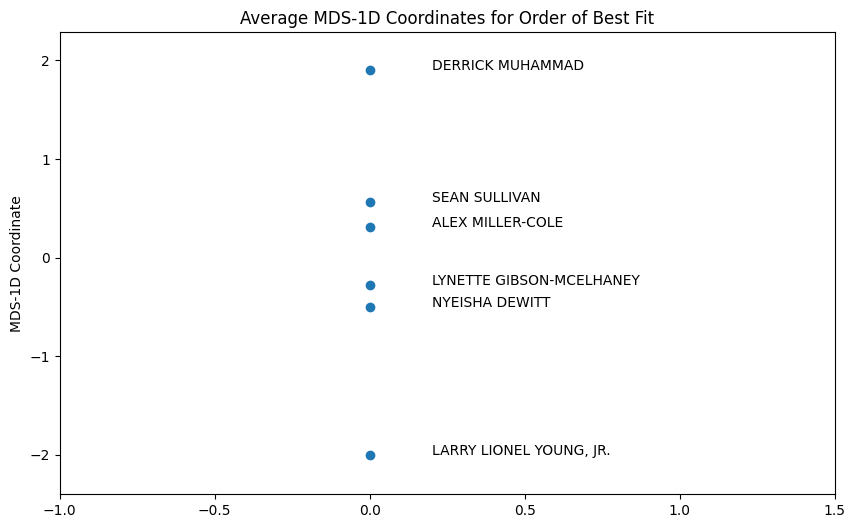 Average MDS-1D Coordinates for Order of Best Fit
2
DERRICK MUHAMMAD
1
SEAN SULLIVAN
ALEX MILLER-COLE
0
LYNETTE GIBSON-MCELHANEY
NYEISHA DEWITT
−1
LARRY LIONEL YOUNG, JR.
−2
MDS-1D Coordinate
−1.0 −0.5 0.0 0.5 1.0 1.5